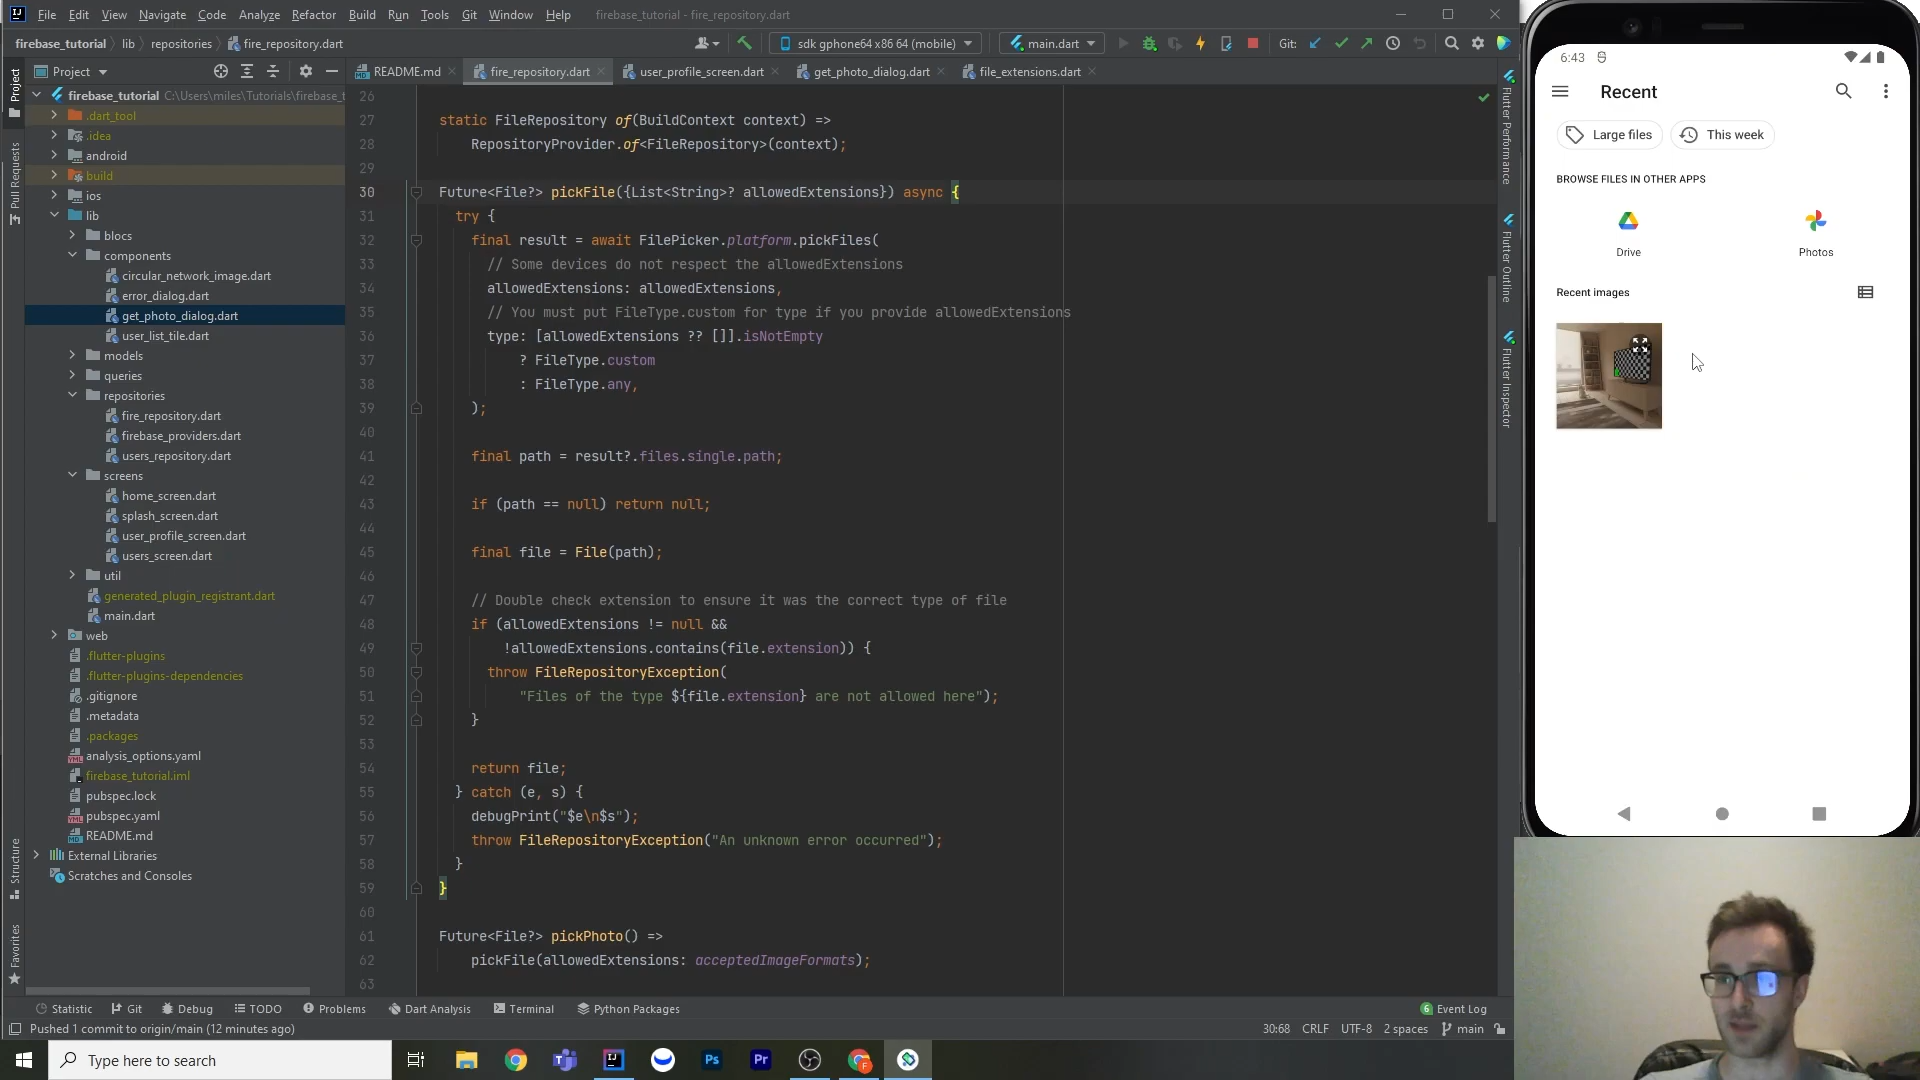 File Edit View Navigate Code Analyze Refactor Build Run Tools Git Window Help firebase_tutorial - fire_repository.dart
firebase_tutorial lib repositories fire_repository.dart sdk gphone64 x86 64 (mobile) main.dart Git:
Project
README.md fire_repository.dart user_profile_screen.dart get_photo_dialog.dart file_extensions.dart
Project
Pull Requests
Structure
Favorites
firebase_tutorial C:\Users\miles\Tutorials\firebase_t
.dart_tool
.idea
android
build
ios
lib
blocs
components
circular_network_image.dart
error_dialog.dart
get_photo_dialog.dart
user_list_tile.dart
models
queries
repositories
fire_repository.dart
firebase_providers.dart
users_repository.dart
screens
home_screen.dart
splash_screen.dart
user_profile_screen.dart
users_screen.dart
util
generated_plugin_registrant.dart
main.dart
web
.flutter-plugins
.flutter-plugins-dependencies
.gitignore
.metadata
.packages
analysis_options.yaml
firebase_tutorial.iml
pubspec.lock
pubspec.yaml
README.md
External Libraries
Scratches and Consoles
26
27 static FileRepository of(BuildContext context) =>
28 RepositoryProvider.of<FileRepository>(context);
29
30 Future<File?> pickFile({List<String>? allowedExtensions}) async {
31 try {
32 final result = await FilePicker.platform.pickFiles(
33 // Some devices do not respect the allowedExtensions
34 allowedExtensions: allowedExtensions,
35 // You must put FileType.custom for type if you provide allowedExtensions
36 type: [allowedExtensions ?? []].isNotEmpty
37 ? FileType.custom
38 : FileType.any,
39 );
40
41 final path = result?.files.single.path;
42
43 if (path == null) return null;
44
45 final file = File(path);
46
47 // Double check extension to ensure it was the correct type of file
48 if (allowedExtensions != null &&
49 !allowedExtensions.contains(file.extension)) {
50 throw FileRepositoryException(
51 "Files of the type ${file.extension} are not allowed here");
52 }
53
54 return file;
55 } catch (e, s) {
56 debugPrint("$e\n$s");
57 throw FileRepositoryException("An unknown error occurred");
58 }
59 }
60
61 Future<File?> pickPhoto() =>
62 pickFile(allowedExtensions: acceptedImageFormats);
63
Flutter Performance
Flutter Outline
Flutter Inspector
6:43
Recent
Large files This week
BROWSE FILES IN OTHER APPS
Drive Photos
Recent images
Statistic Git Debug TODO Problems Dart Analysis Terminal Python Packages 6 Event Log
Pushed 1 commit to origin/main (12 minutes ago) 30:68 CRLF UTF-8 2 spaces main
Type here to search